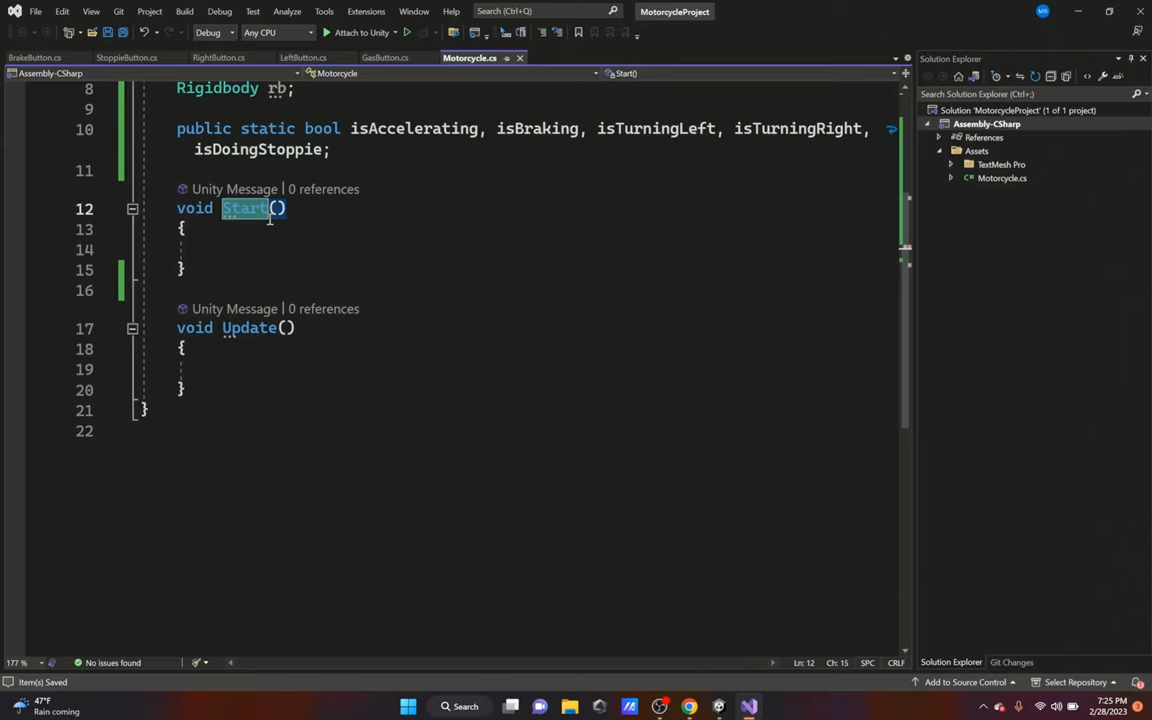 File Edit View Git Project Build Debug Test Analyze Tools Extensions Window Help Search (Ctrl+Q) MotorcycleProject MR
Debug Any CPU Attach to Unity
BrakeButton.cs StoppieButton.cs RightButton.cs LeftButton.cs GasButton.cs Motorcycle.cs
Assembly-CSharp Motorcycle Start()
8 Rigidbody rb;
9
10 public static bool isAccelerating, isBraking, isTurningLeft, isTurningRight,
isDoingStoppie;
11
Unity Message | 0 references
12 void Start()
13 {
14
15 }
16
Unity Message | 0 references
17 void Update()
18 {
19
20 }
21 }
22
177 % No issues found Ln: 12 Ch: 15 SPC CRLF
Solution Explorer
Search Solution Explorer (Ctrl+;)
Solution 'MotorcycleProject' (1 of 1 project)
Assembly-CSharp
References
Assets
TextMesh Pro
C# Motorcycle.cs
Solution Explorer Git Changes
Item(s) Saved Add to Source Control Select Repository
47°F
Rain coming
Search
7:25 PM
2/28/2023
3